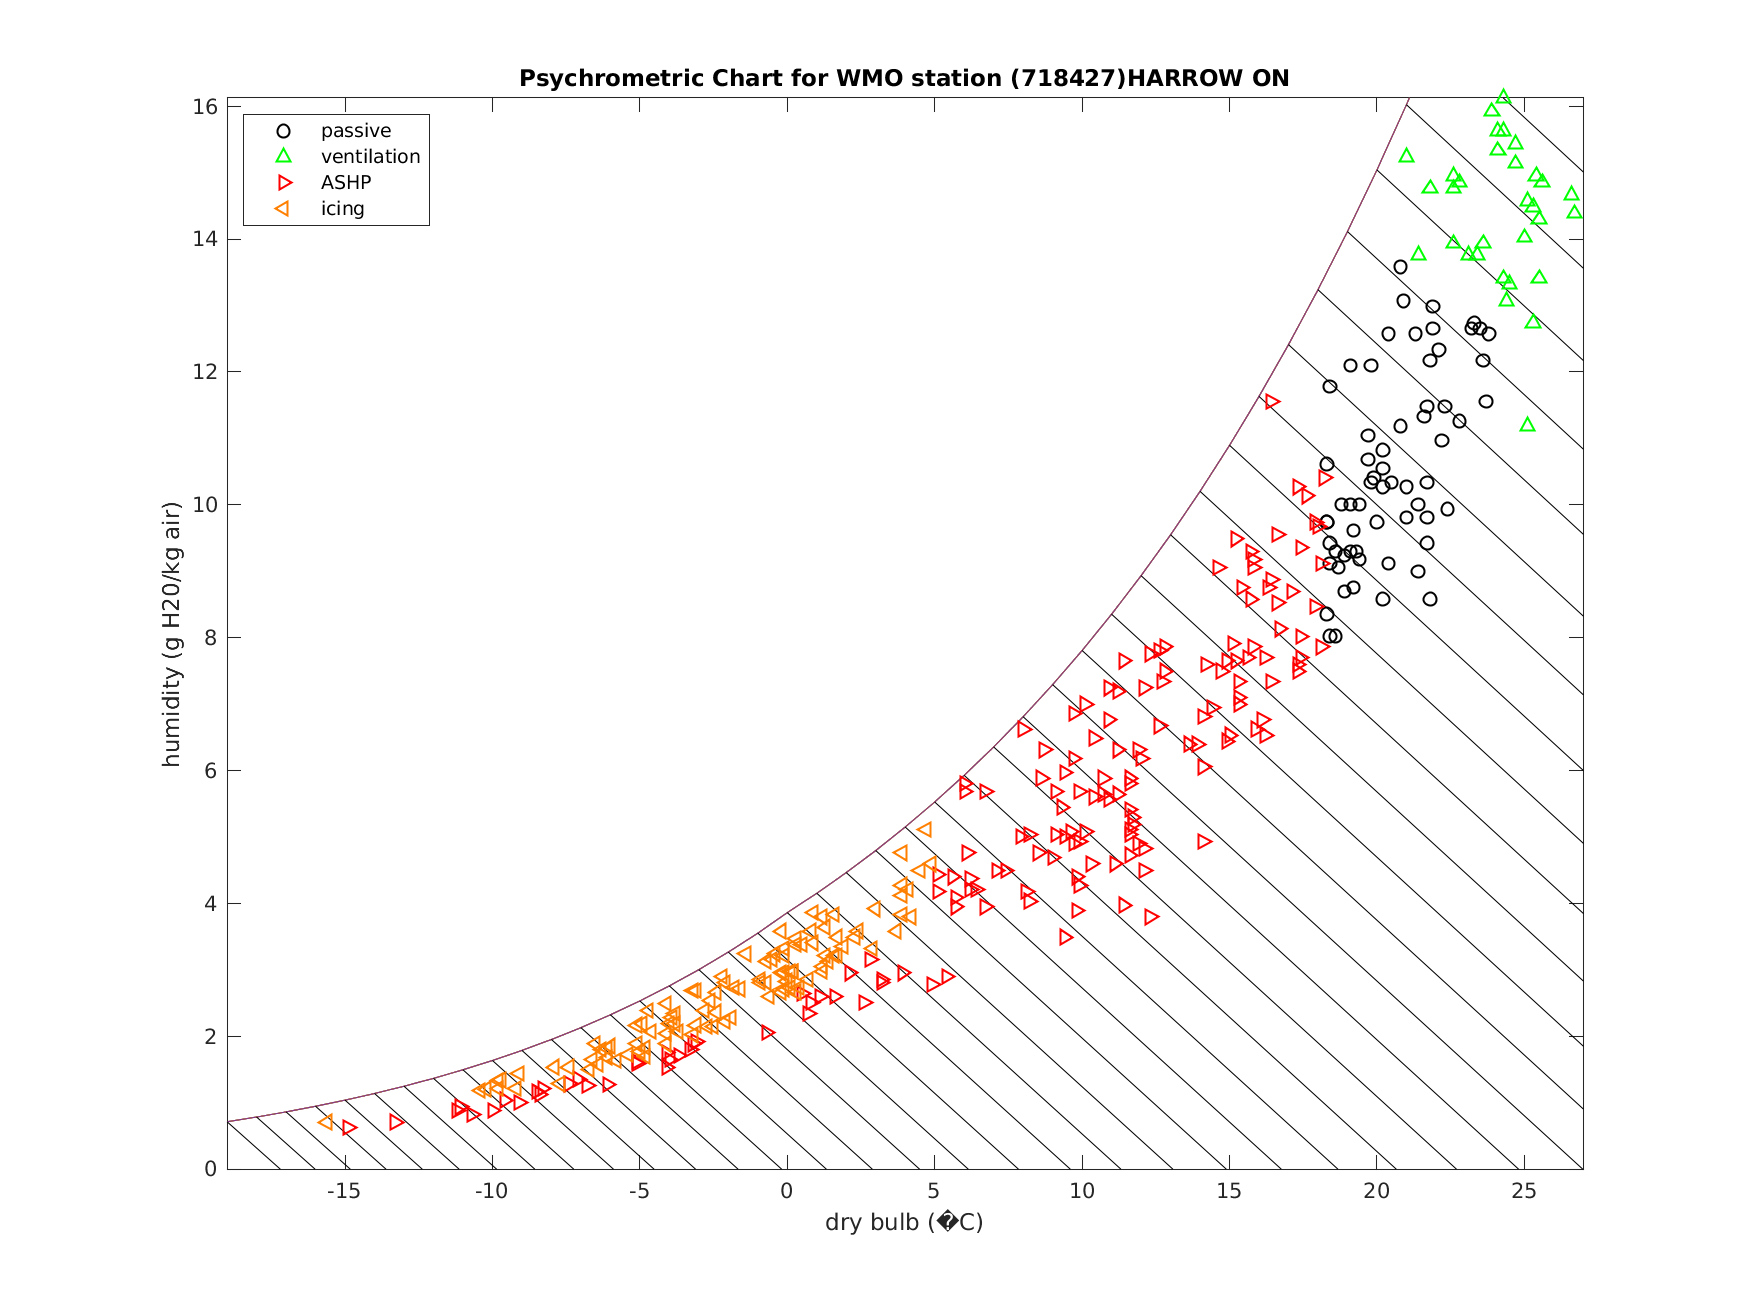 Psychrometric Chart for WMO station (718427)HARROW ON
passive
ventilation
ASHP
icing
humidity (g H20/kg air)
16
14
12
10
8
6
4
2
0
-15 -10 -5 0 5 10 15 20 25
dry bulb (�C)